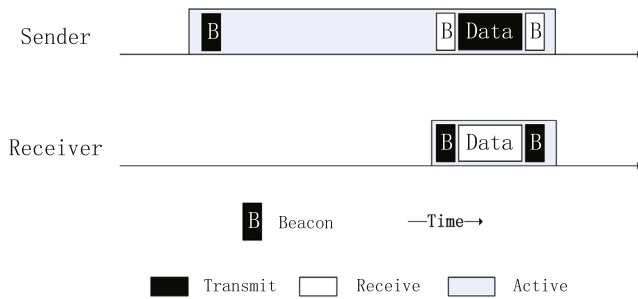 Sender B B Data B
Receiver B Data B
B Beacon —Time→
Transmit Receive Active